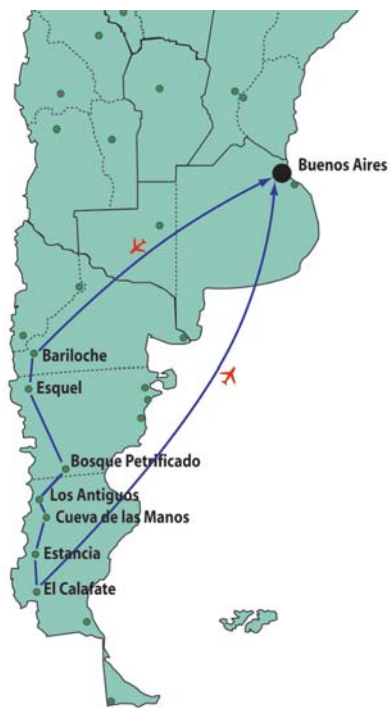 Buenos Aires
Bariloche
Esquel
Bosque Petrificado
Los Antiguos
Cueva de las Manos
Estancia
El Calafate